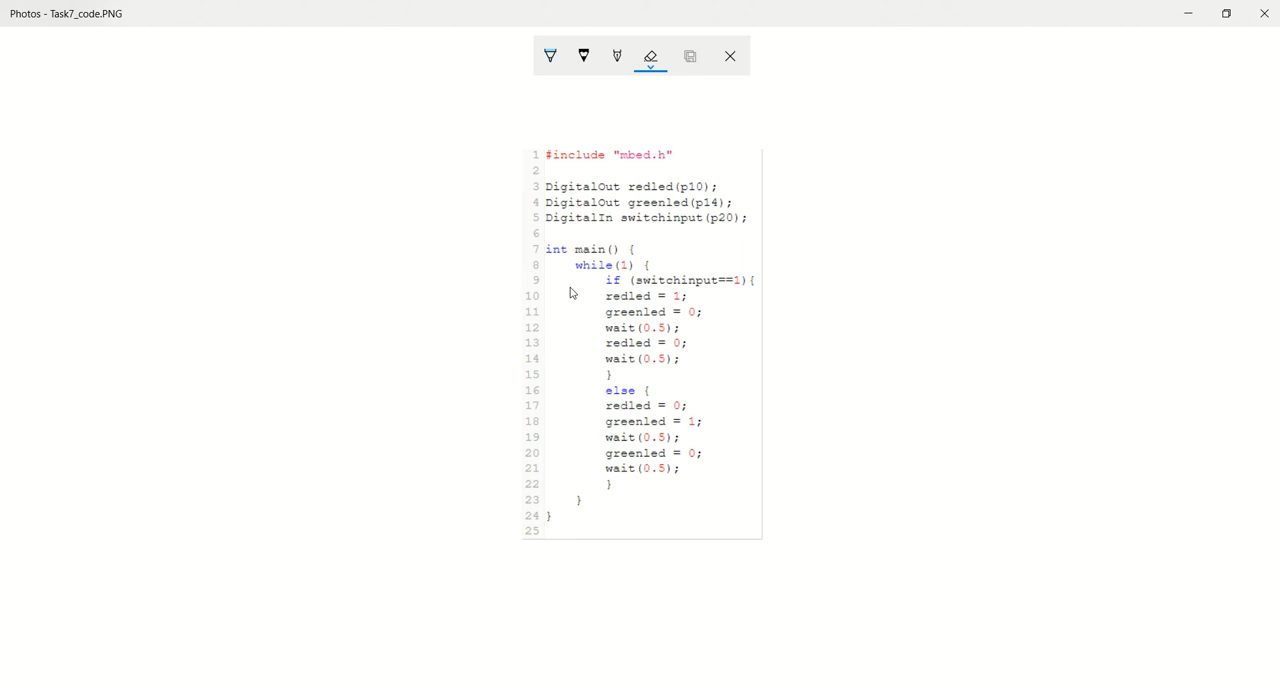 Photos - Task7_code.PNG
1 #include "mbed.h"
2
3 DigitalOut redled(p10);
4 DigitalOut greenled(p14);
5 DigitalIn switchinput(p20);
6
7 int main() {
8     while(1) {
9         if (switchinput==1){
10         redled = 1;
11         greenled = 0;
12         wait(0.5);
13         redled = 0;
14         wait(0.5);
15         }
16         else {
17         redled = 0;
18         greenled = 1;
19         wait(0.5);
20         greenled = 0;
21         wait(0.5);
22         }
23     }
24 }
25